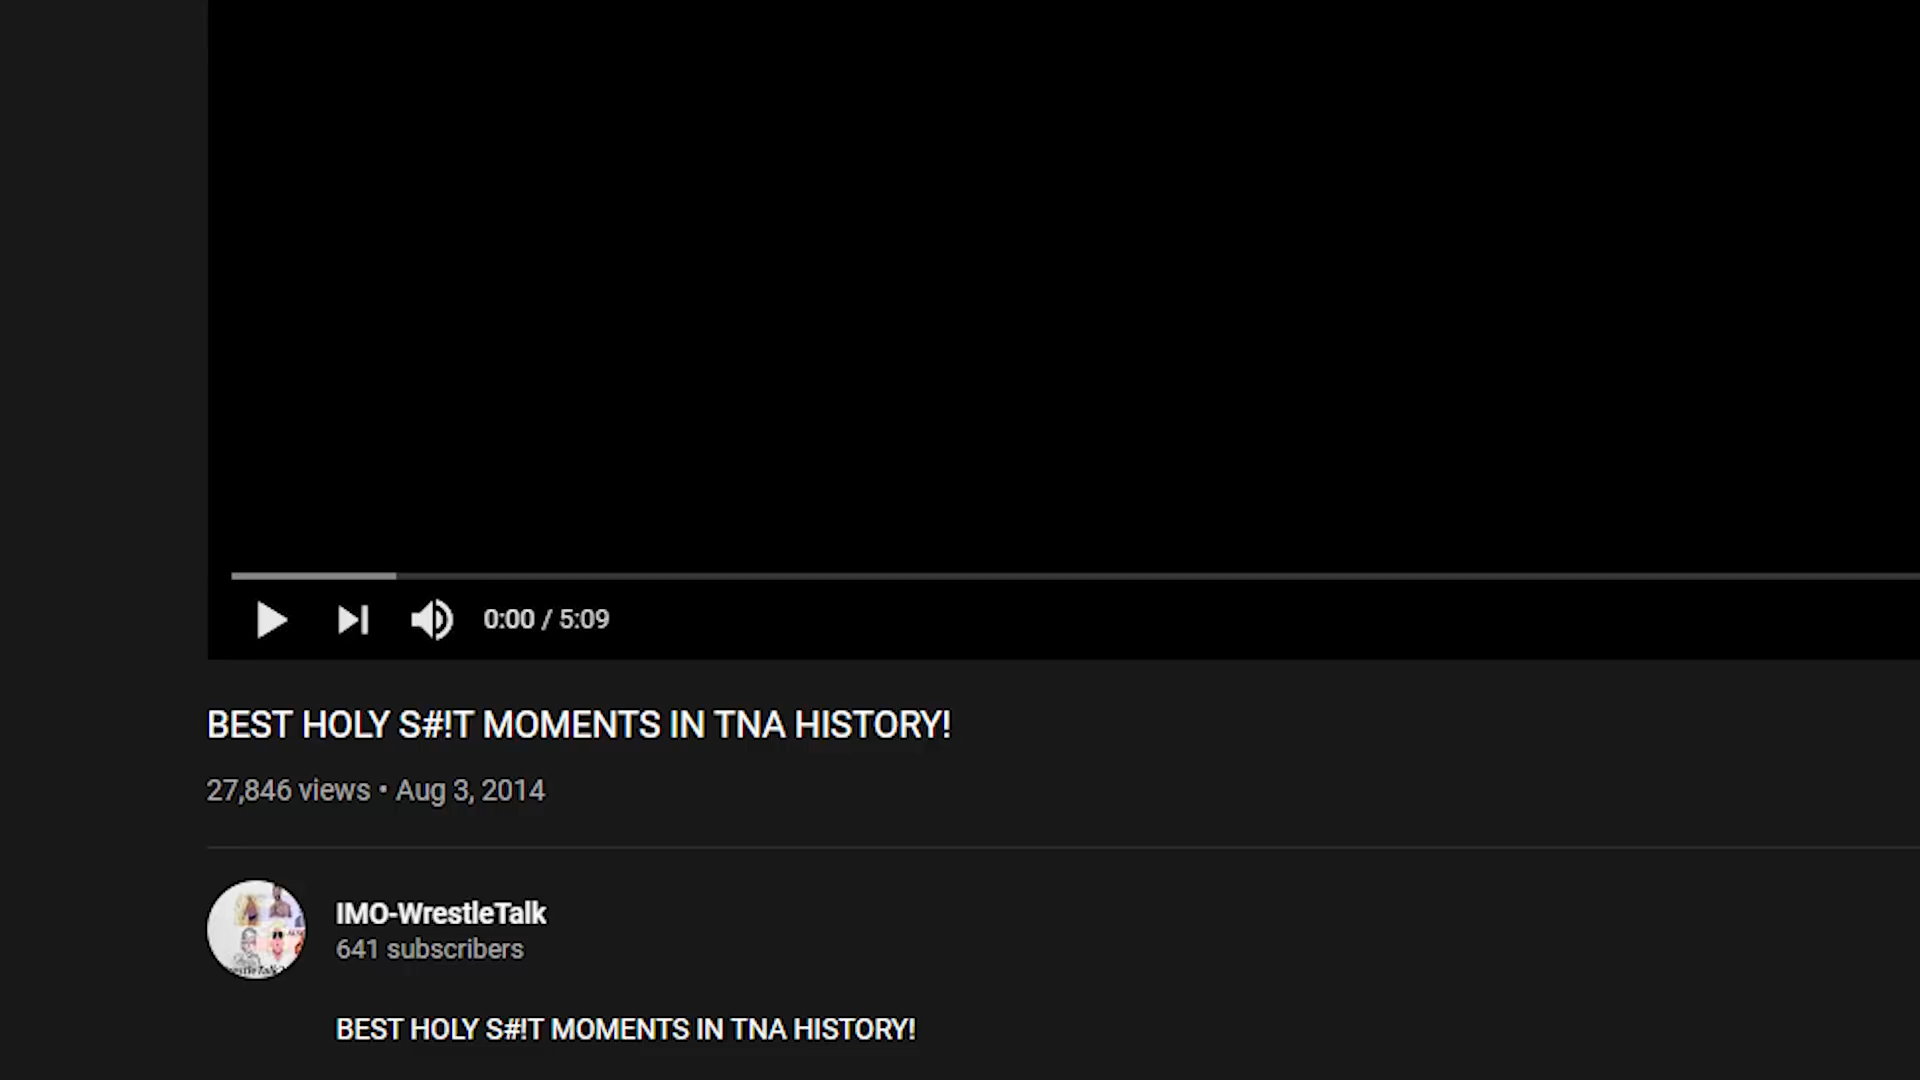 0:00 / 5:09
BEST HOLY S#!T MOMENTS IN TNA HISTORY!
27,846 views • Aug 3, 2014
IMO-WrestleTalk
641 subscribers
BEST HOLY S#!T MOMENTS IN TNA HISTORY!